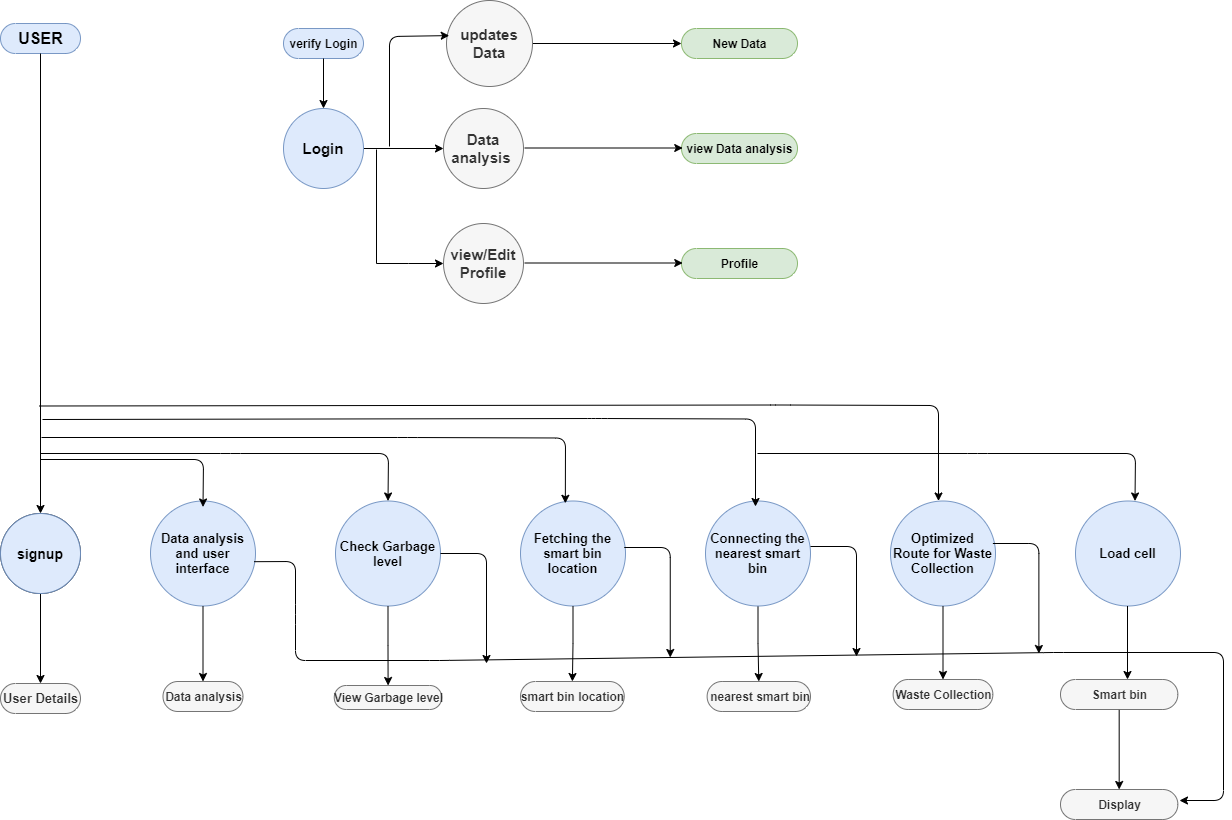 USER
verify Login
updates
Data
New Data
Login
Data
analysis
view Data analysis
view/Edit
Profile
Profile
signup
Data analysis
and user
interface
Check Garbage
level
Fetching the
smart bin
location
Connecting the
nearest smart
bin
Optimized
Route for Waste
Collection
Load cell
User Details
Data analysis
View Garbage level
smart bin location
nearest smart bin
Waste Collection
Smart bin
Display